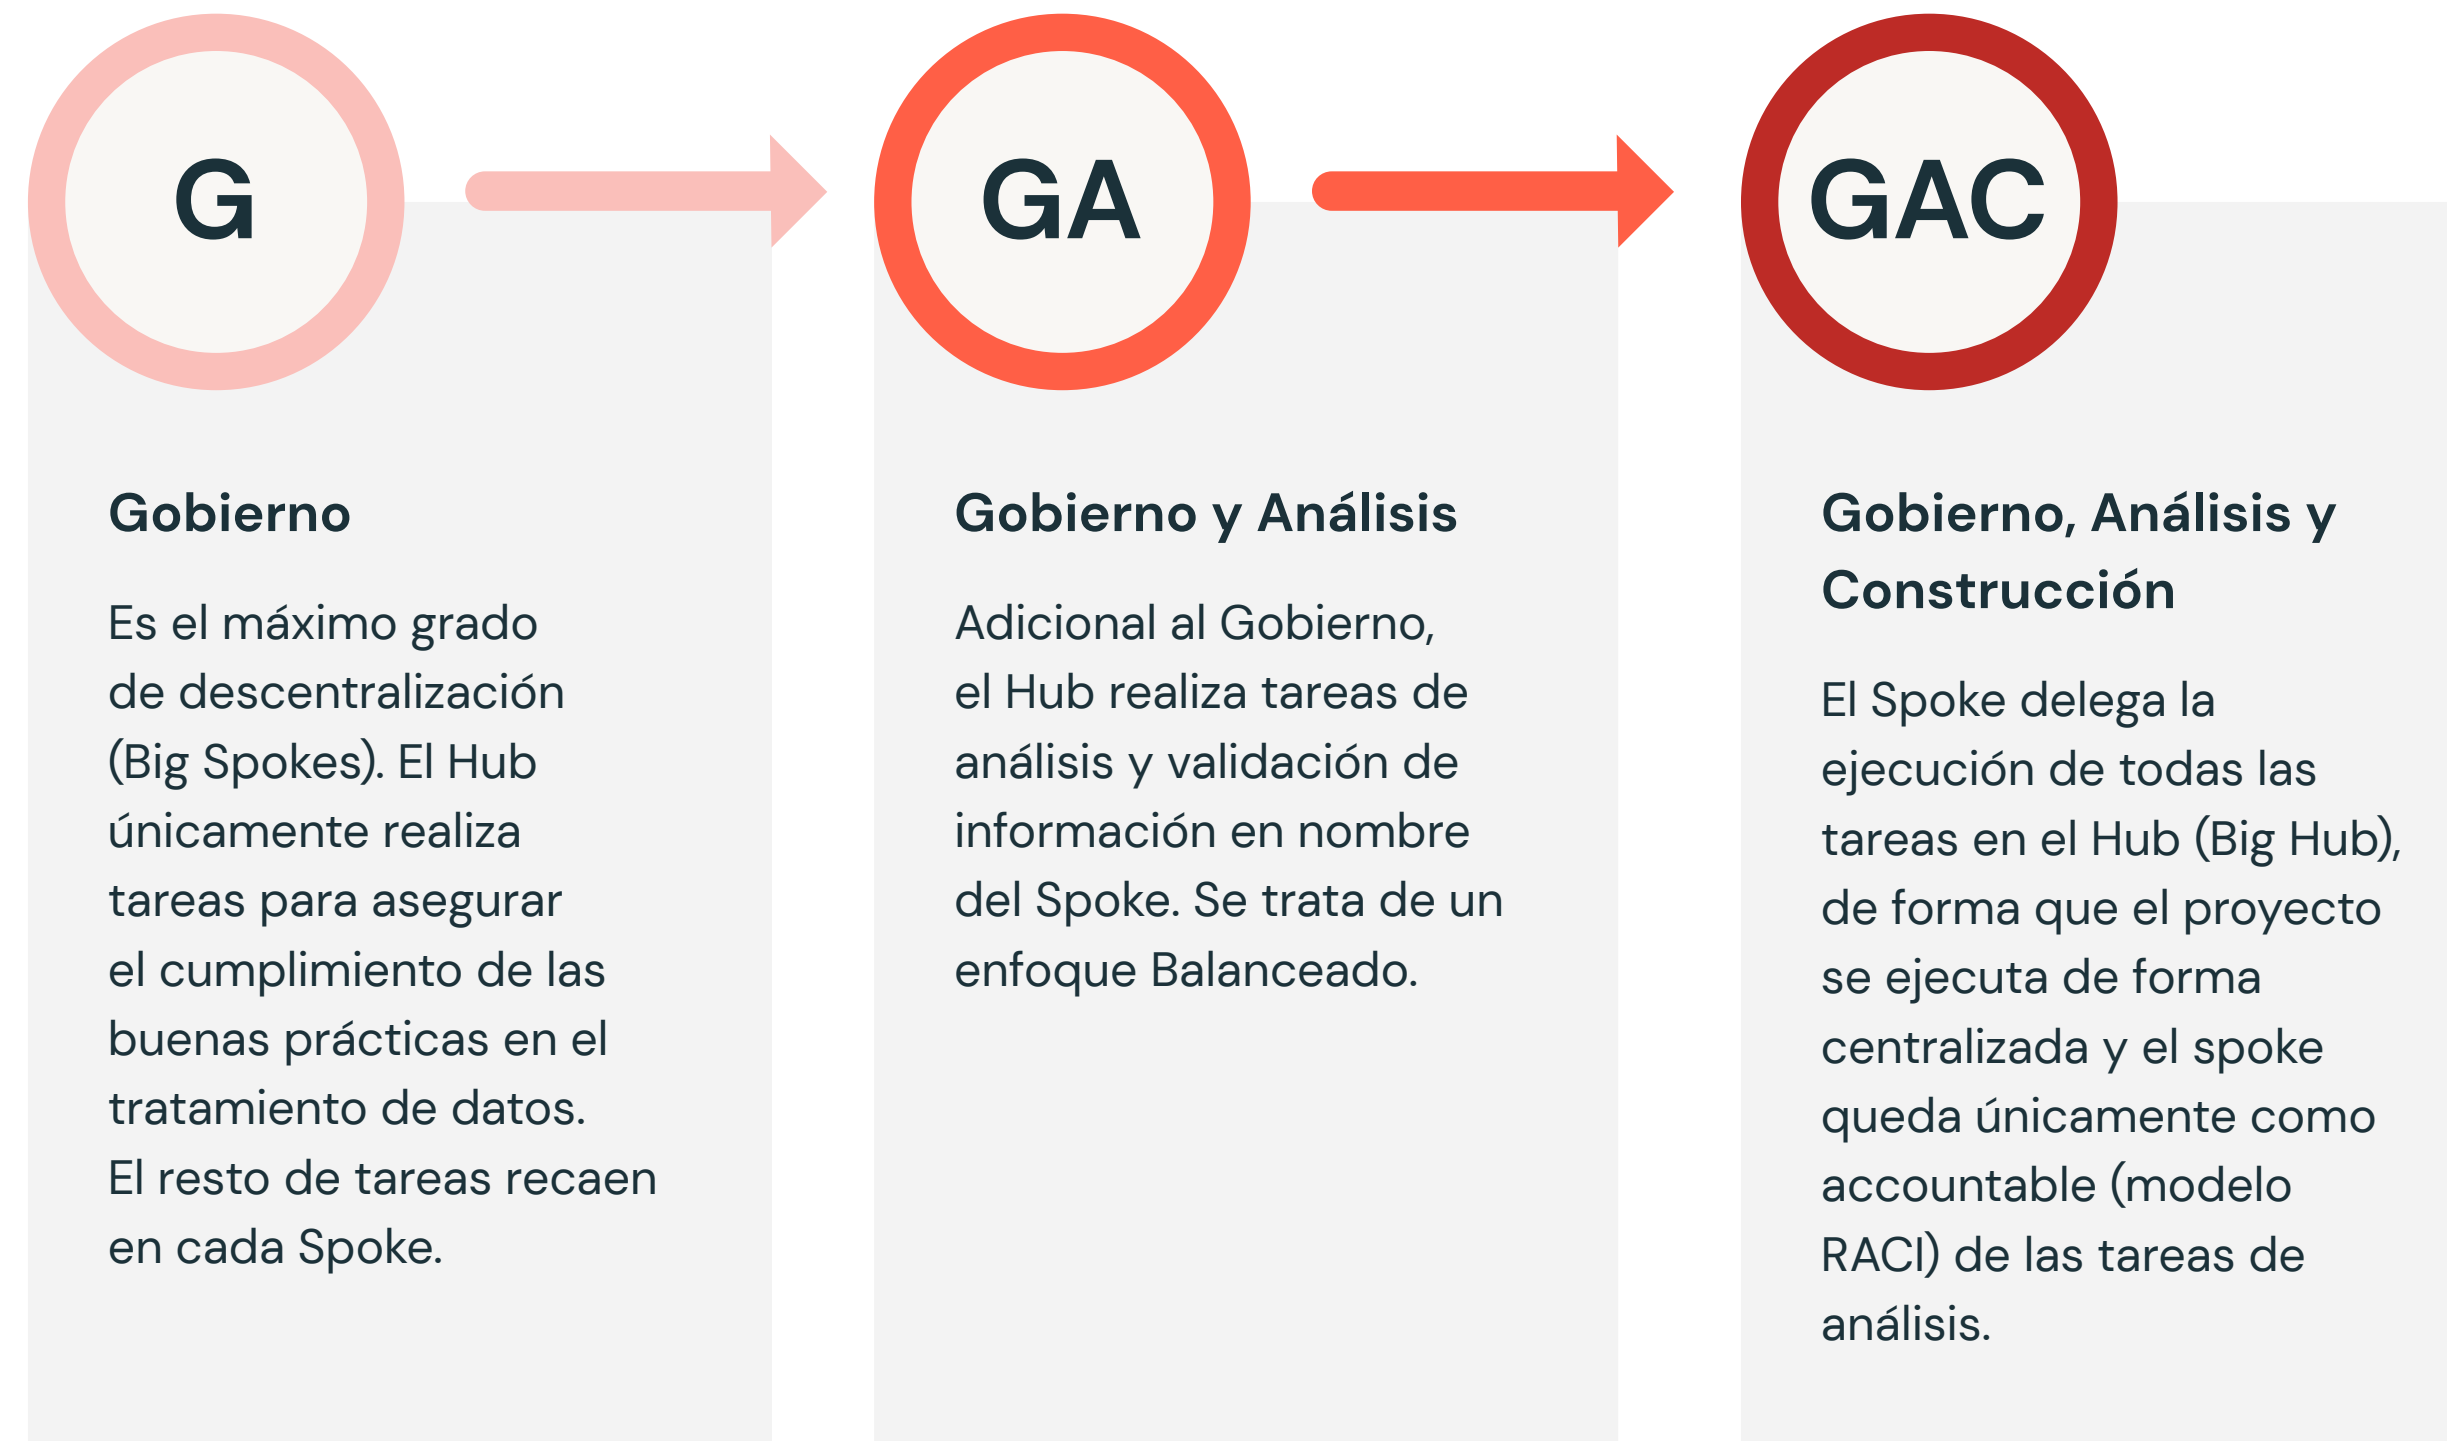 G
Gobierno
Es el máximo grado
de descentralización
(Big Spokes). El Hub
únicamente realiza
tareas para asegurar
el cumplimiento de las
buenas prácticas en el
tratamiento de datos.
El resto de tareas recaen
en cada Spoke.
GA
Gobierno y Análisis
Adicional al Gobierno,
el Hub realiza tareas de
análisis y validación de
información en nombre
del Spoke. Se trata de un
enfoque Balanceado.
GAC
Gobierno, Análisis y
Construcción
El Spoke delega la
ejecución de todas las
tareas en el Hub (Big Hub),
de forma que el proyecto
se ejecuta de forma
centralizada y el spoke
queda únicamente como
accountable (modelo
RACI) de las tareas de
análisis.